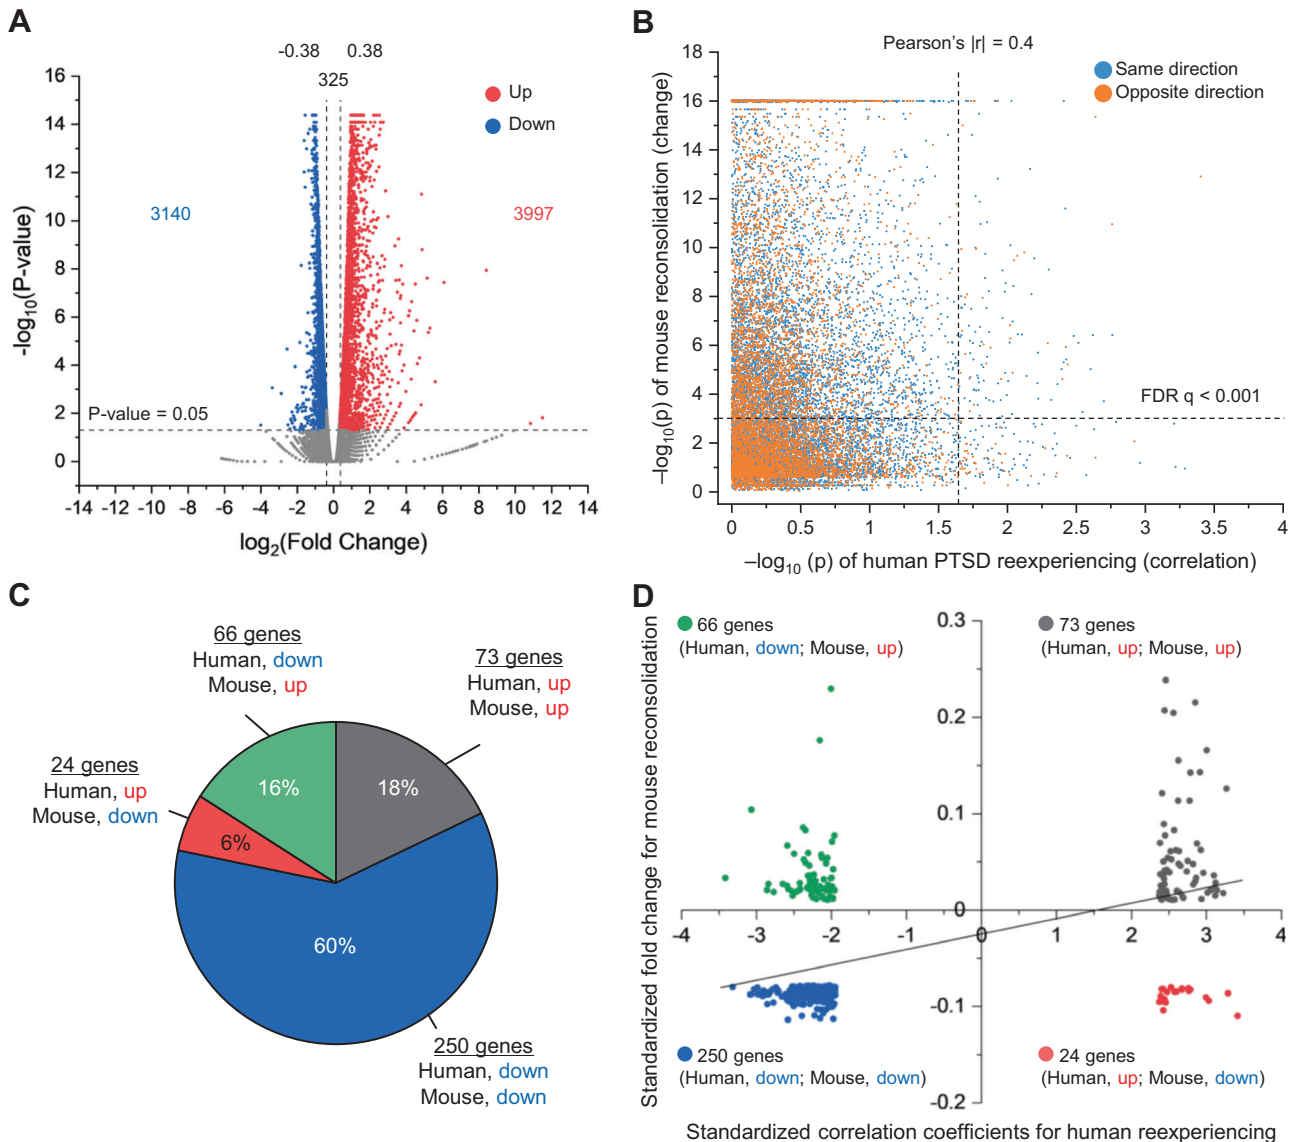 A
-0.38 0.38
325
16
14
12
10
8
6
4
2
0
-log10(P-value)
Up
Down
3140
3997
P-value = 0.05
-14 -12 -10 -8 -6 -4 -2 0 2 4 6 8 10 12 14
log2(Fold Change)
B
Pearson's |r| = 0.4
18
16
14
12
10
8
6
4
2
0
–log10(p) of mouse reconsolidation (change)
Same direction
Opposite direction
FDR q < 0.001
0 0.5 1 1.5 2 2.5 3 3.5 4
–log10 (p) of human PTSD reexperiencing (correlation)
C
66 genes
Human, down
Mouse, up
73 genes
Human, up
Mouse, up
24 genes
Human, up
Mouse, down
16%
18%
6%
60%
250 genes
Human, down
Mouse, down
D
Standardized fold change for mouse reconsolidation
66 genes
(Human, down; Mouse, up)
73 genes
(Human, up; Mouse, up)
0.3
0.2
0.1
0
-0.1
-0.2
-4 -3 -2 -1 0 1 2 3 4
250 genes
(Human, down; Mouse, down)
24 genes
(Human, up; Mouse, down)
Standardized correlation coefficients for human reexperiencing